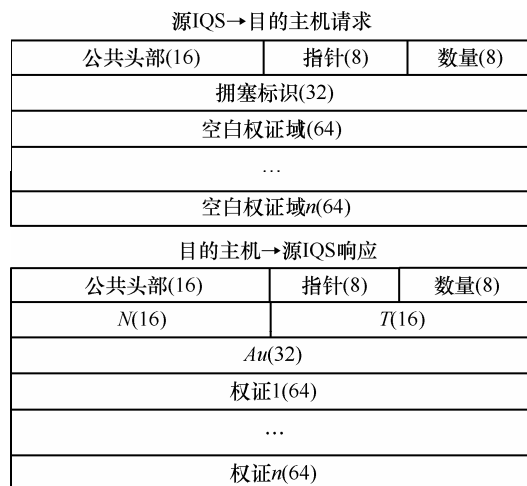 源IQS→目的主机请求
公共头部(16) 指针(8) 数量(8)
拥塞标识(32)
空白权证域(64)
…
空白权证域n(64)
目的主机→源IQS响应
公共头部(16) 指针(8) 数量(8)
N(16) T(16)
Au(32)
权证1(64)
…
权证n(64)